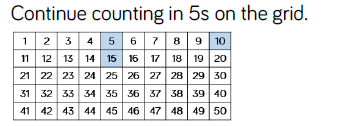 Continue counting in 5s on the grid.
1 2 3 4 5 6 7 8 9 10
11 12 13 14 15 16 17 18 19 20
21 22 23 24 25 26 27 28 29 30
31 32 33 34 35 36 37 38 39 40
41 42 43 44 45 46 47 48 49 50